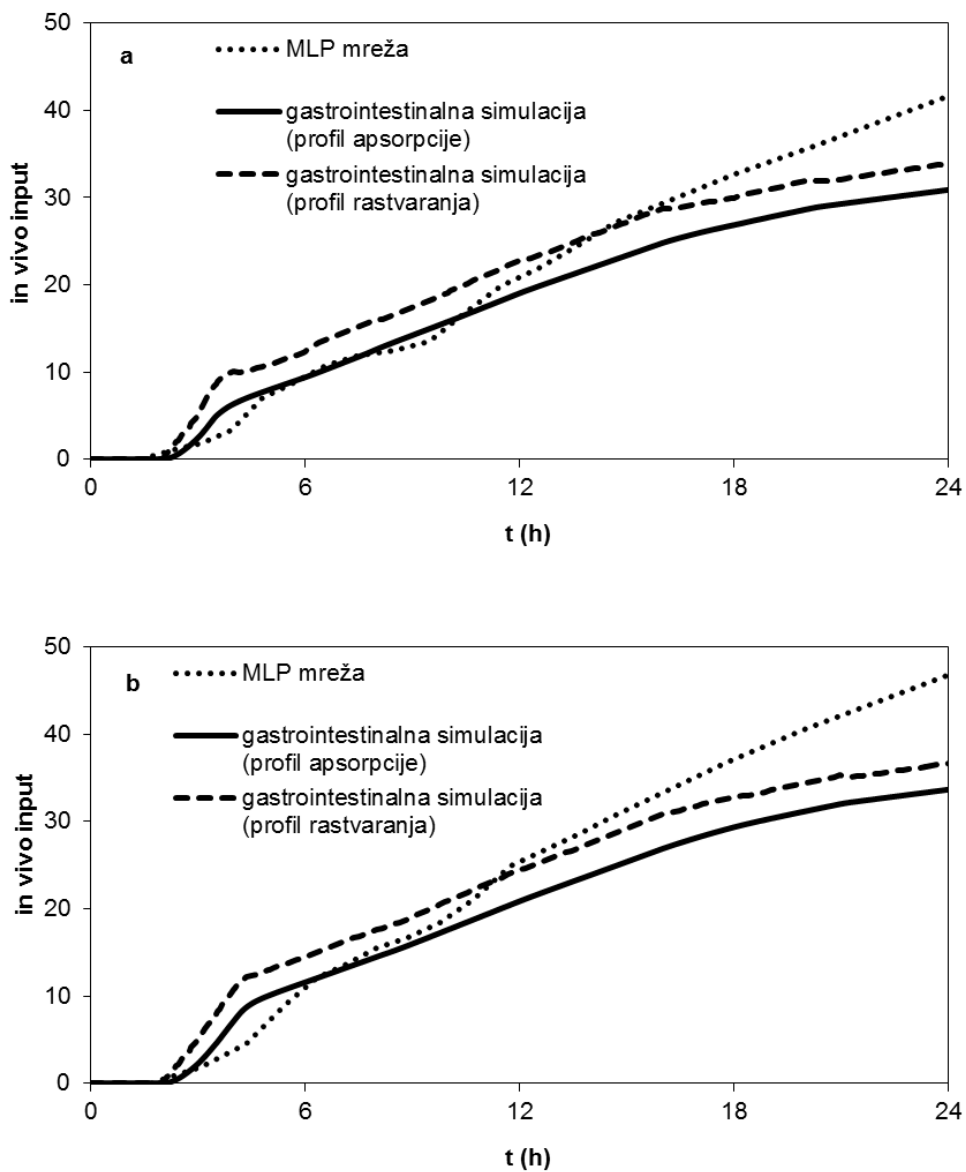 50
a
MLP mreža
40
gastrointestinalna simulacija
(profil apsorpcije)
gastrointestinalna simulacija
(profil rastvaranja)
30
in vivo input
20
10
0
0 6 12 18 24
t (h)
50
b
MLP mreža
40
gastrointestinalna simulacija
(profil apsorpcije)
gastrointestinalna simulacija
(profil rastvaranja)
30
in vivo input
20
10
0
0 6 12 18 24
t (h)